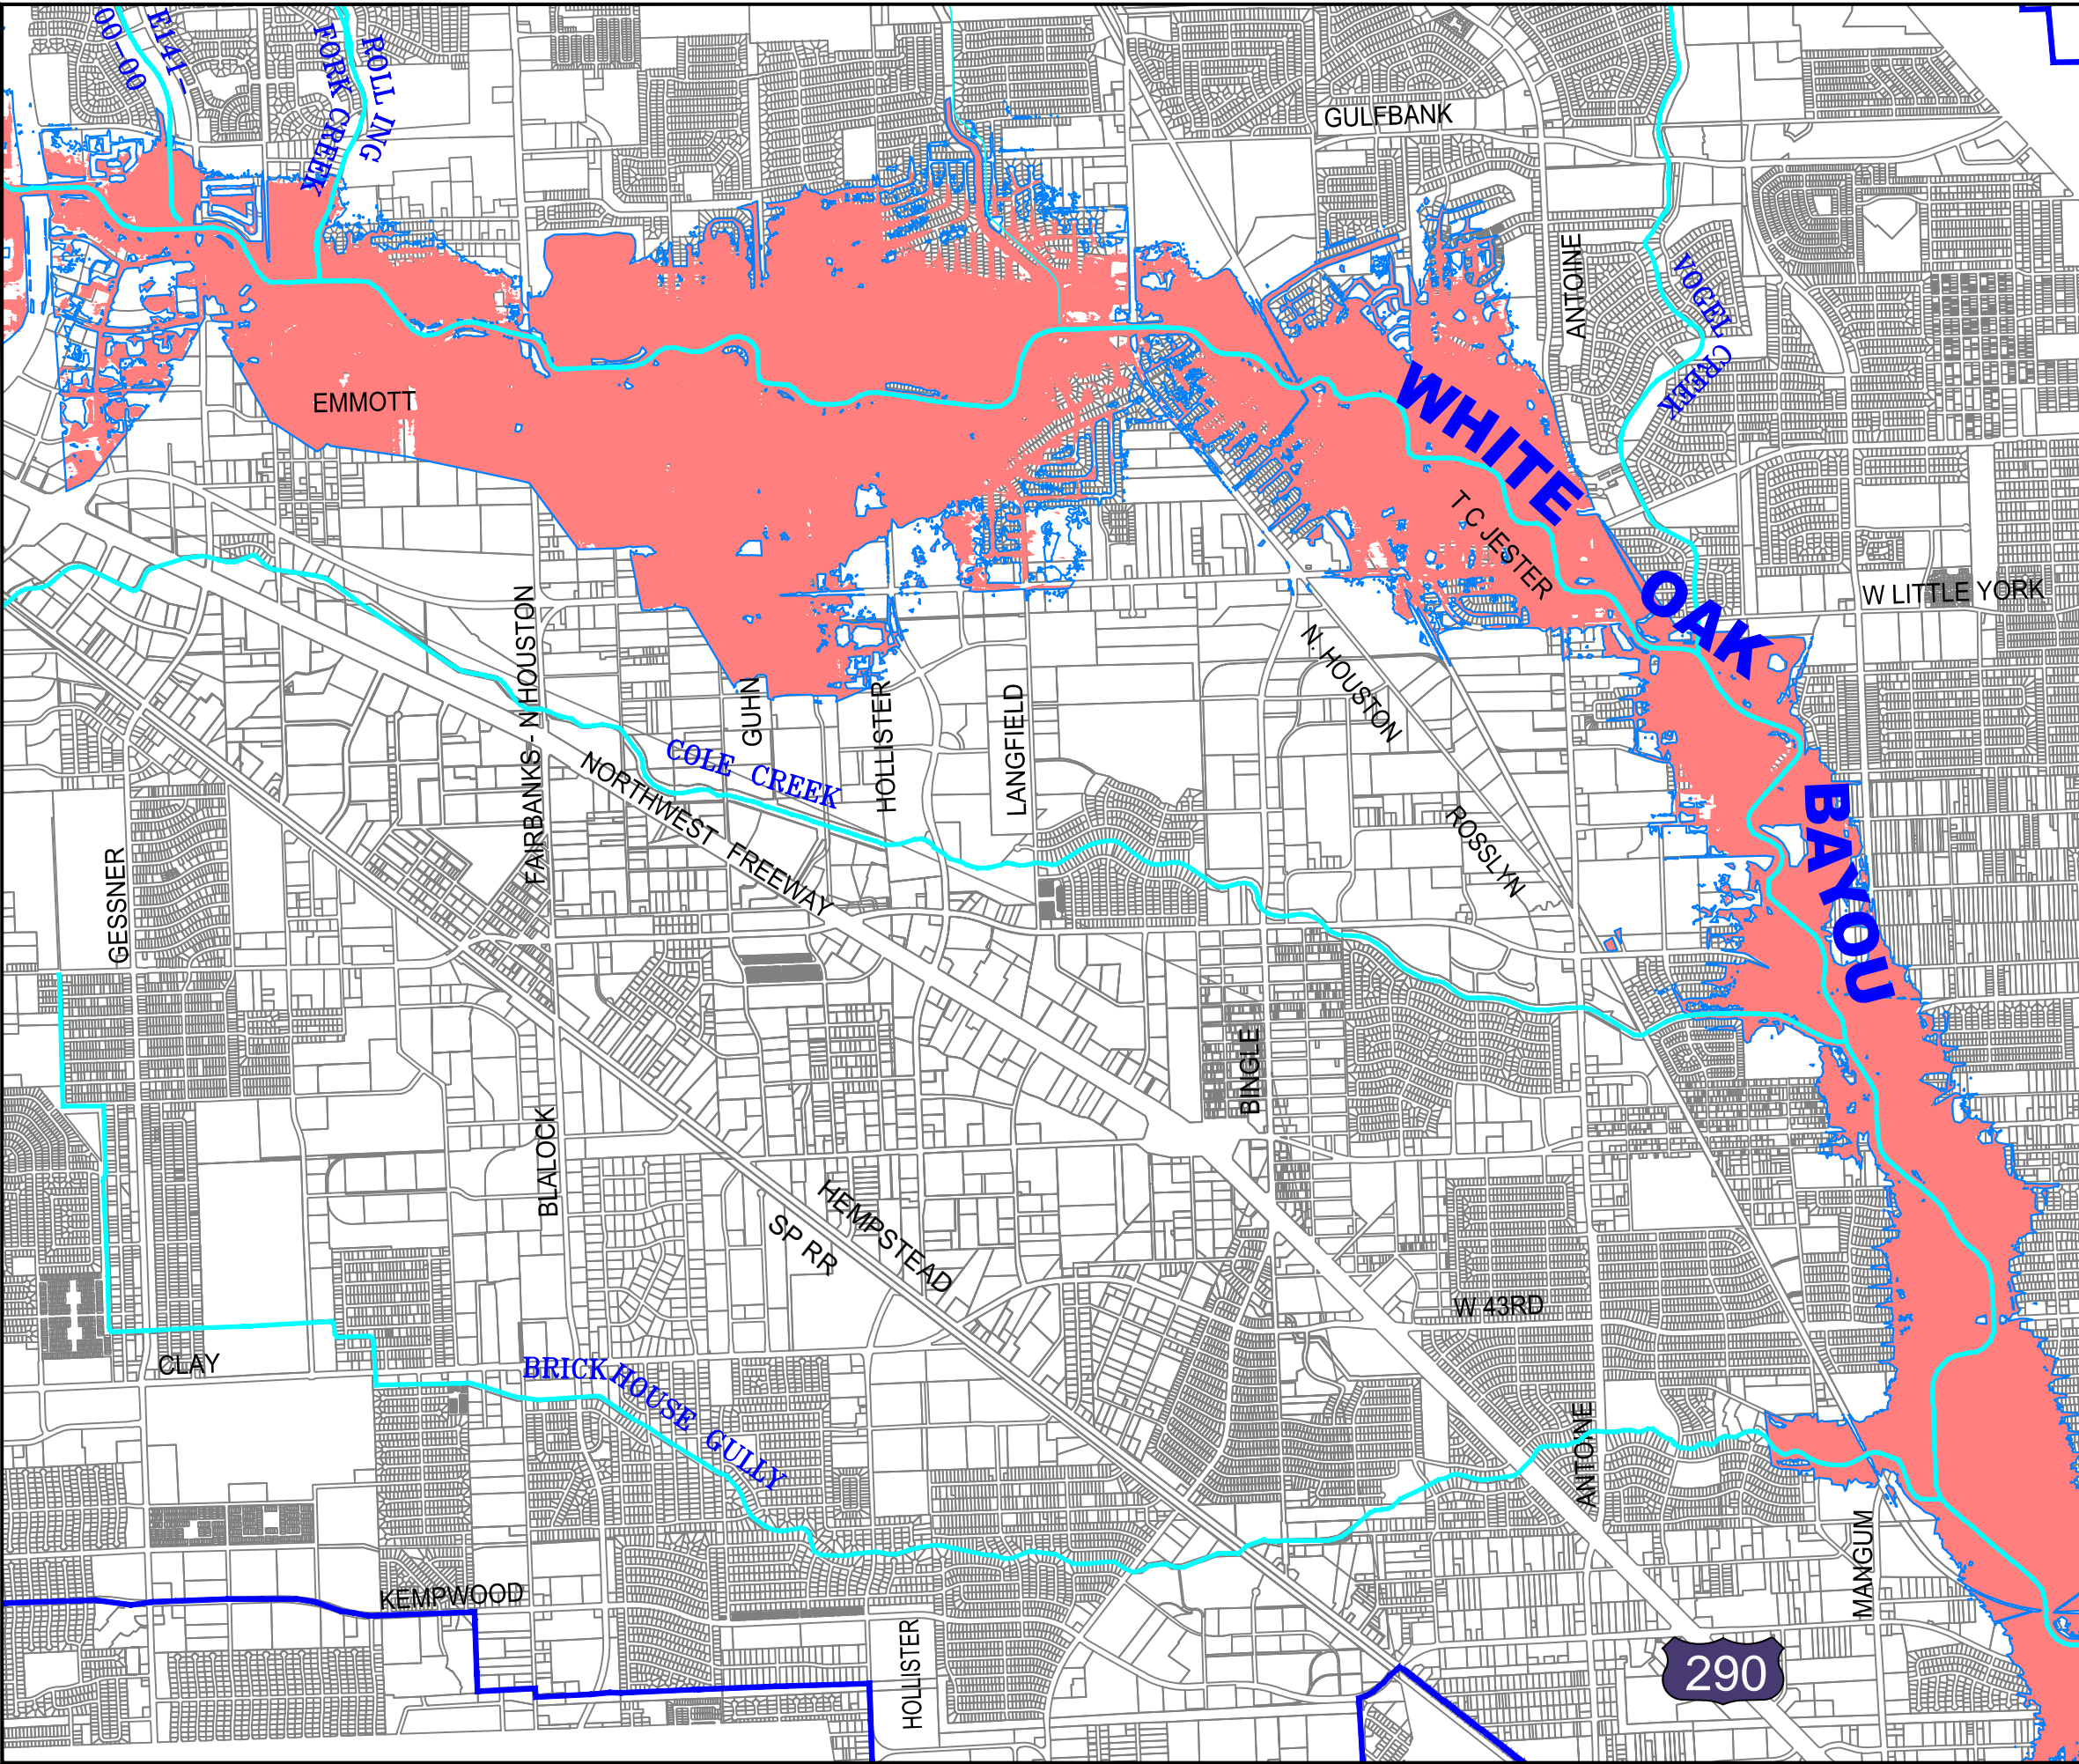 E141-
00-00
ROLLING
FORK CREEK
GULFBANK
ANTOINE
VOGEL
CREEK
EMMOTT
WHITE
OAK
BAYOU
T C JESTER
W LITTLE YORK
FAIRBANKS - N HOUSTON
GUHN
HOLLISTER
LANGFIELD
N. HOUSTON
COLE CREEK
NORTHWEST FREEWAY
ROSSLYN
GESSNER
BINGLE
BLALOCK
HEMPSTEAD
SP RR
W 43RD
CLAY
BRICKHOUSE GULLY
ANTOINE
MANGUM
KEMPWOOD
HOLLISTER
290